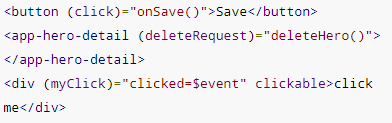 <button (click)="onSave()">Save</button>
<app-hero-detail (deleteRequest)="deleteHero()">
</app-hero-detail>
<div (myClick)="clicked=$event" clickable>click
me</div>